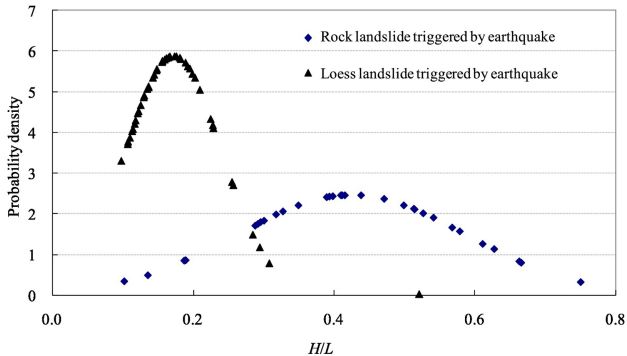 7
6
5
4
3
2
1
0
Probability density
Rock landslide triggered by earthquake
Loess landslide triggered by earthquake
0.0 0.2 0.4 0.6 0.8
H/L